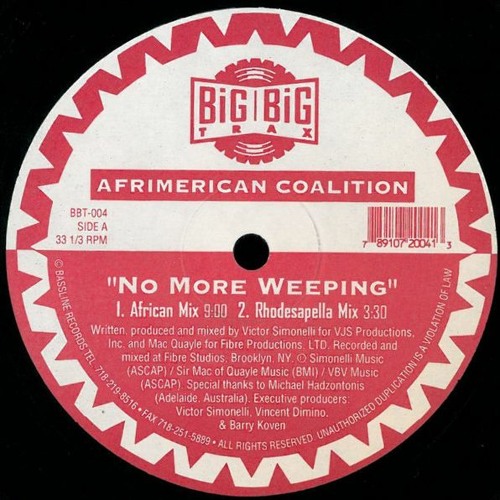 BiG BiG
TRAX
AFRIMERICAN COALITION
BBT-004
SIDE A
33 1/3 RPM
7 89107 20041 3
"NO MORE WEEPING"
1. African Mix 9:00 2. Rhodesapella Mix 3:30
Written, produced and mixed by Victor Simonelli for VJS Productions,
Inc. and Mac Quayle for Fibre Productions, LTD. Recorded and
mixed at Fibre Studios, Brooklyn, NY. © Simonelli Music
(ASCAP) / Sir Mac of Quayle Music (BMI) / VBV Music
(ASCAP). Special thanks to Michael Hadzontonis
(Adelaide, Australia). Executive producers:
Victor Simonelli, Vincent Dimino,
& Barry Koven
© BASSLINE RECORDS TEL. 718-219-8516 • FAX 718-251-5889 • ALL RIGHTS RESERVED UNAUTHORIZED DUPLICATION IS A VIOLATION OF LAW